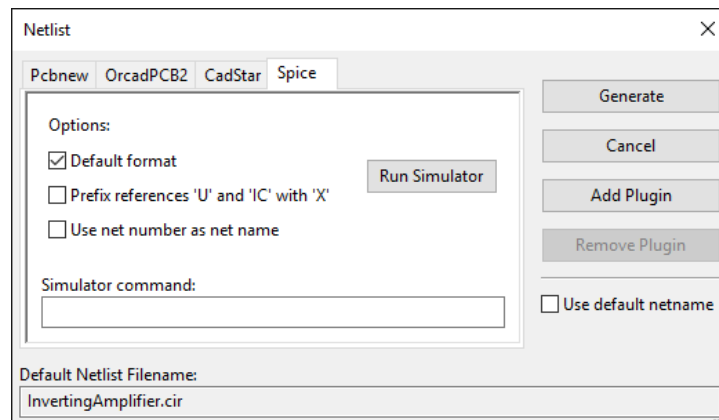 Netlist
Pcbnew OrcadPCB2 CadStar Spice
Options:
Default format
Prefix references 'U' and 'IC' with 'X'
Use net number as net name
Run Simulator
Simulator command:
Generate
Cancel
Add Plugin
Remove Plugin
Use default netname
Default Netlist Filename:
InvertingAmplifier.cir